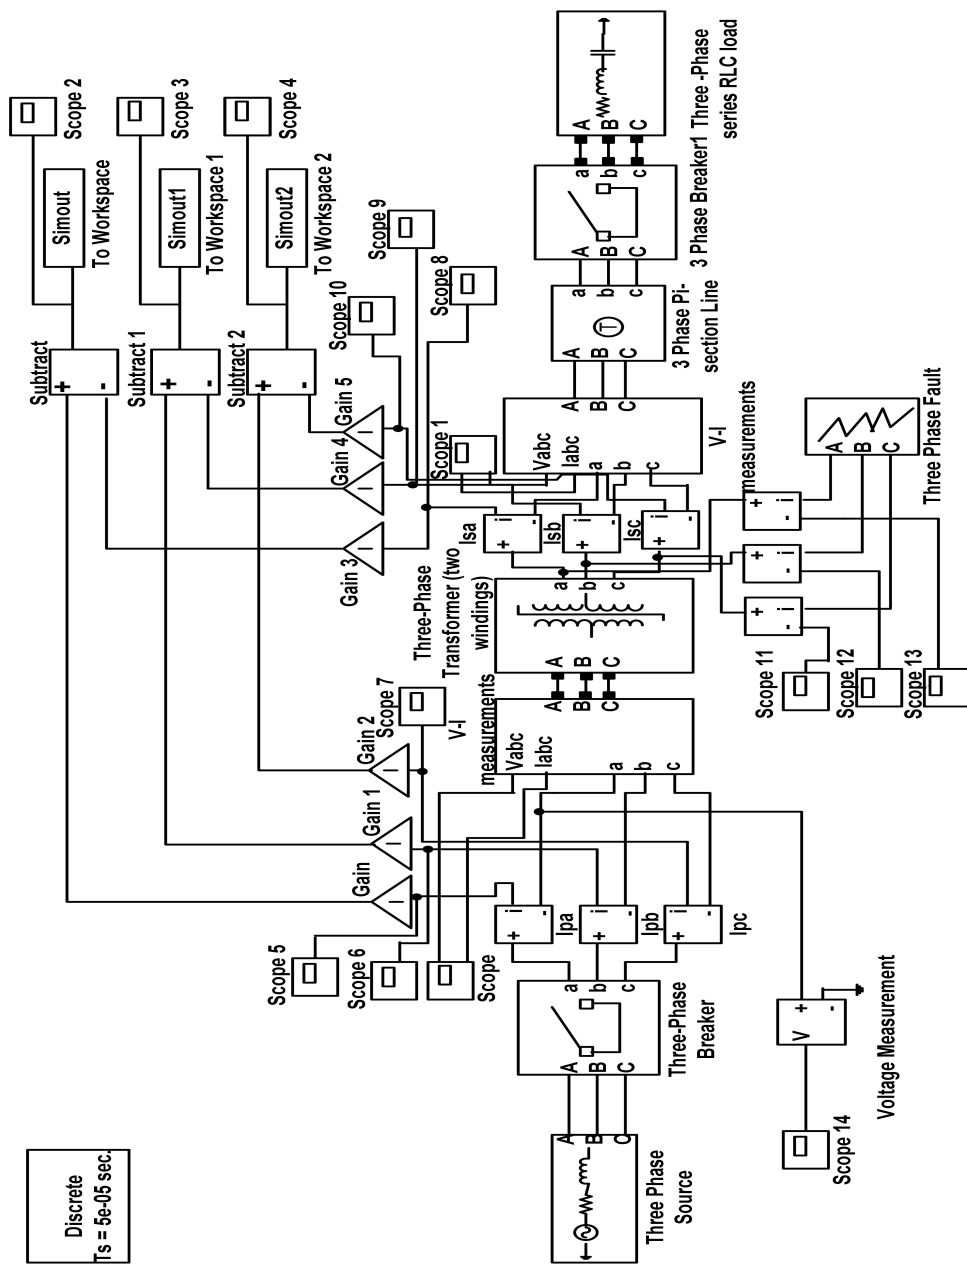 Discrete
Ts = 5e-05 sec.
Scope 2
Scope 3
Scope 4
Simout
To Workspace
Simout1
To Workspace 1
Simout2
To Workspace 2
Subtract
+
-
Subtract 1
+
-
Subtract 2
+
-
Scope 9
Scope 10
Scope 8
Gain 5
Gain 4
Gain 3
Scope 1
Gain 2
Gain 1
Gain
Scope 7
Scope 5
Scope 6
Scope
Three Phase
Source
A
B
C
Three-Phase
Breaker
A
B
C
a
b
c
Ipa
+
i
-
Ipb
+
i
-
Ipc
+
i
-
V-I
measurements
Vabc
Iabc
a
b
c
A
B
C
Three-Phase
Transformer (two
windings)
A
B
C
a
b
c
Isa
+
i
-
Isb
+
i
-
Isc
+
i
-
V-I
measurements
Vabc
Iabc
a
b
c
A
B
C
3 Phase Pi-
section Line
A
B
C
T
a
b
c
3 Phase Breaker1
A
B
C
a
b
c
Three -Phase
series RLC load
A
B
C
Three Phase Fault
A
B
C
+
i
-
+
i
-
+
i
-
Scope 11
Scope 12
Scope 13
Voltage Measurement
V
+
-
Scope 14